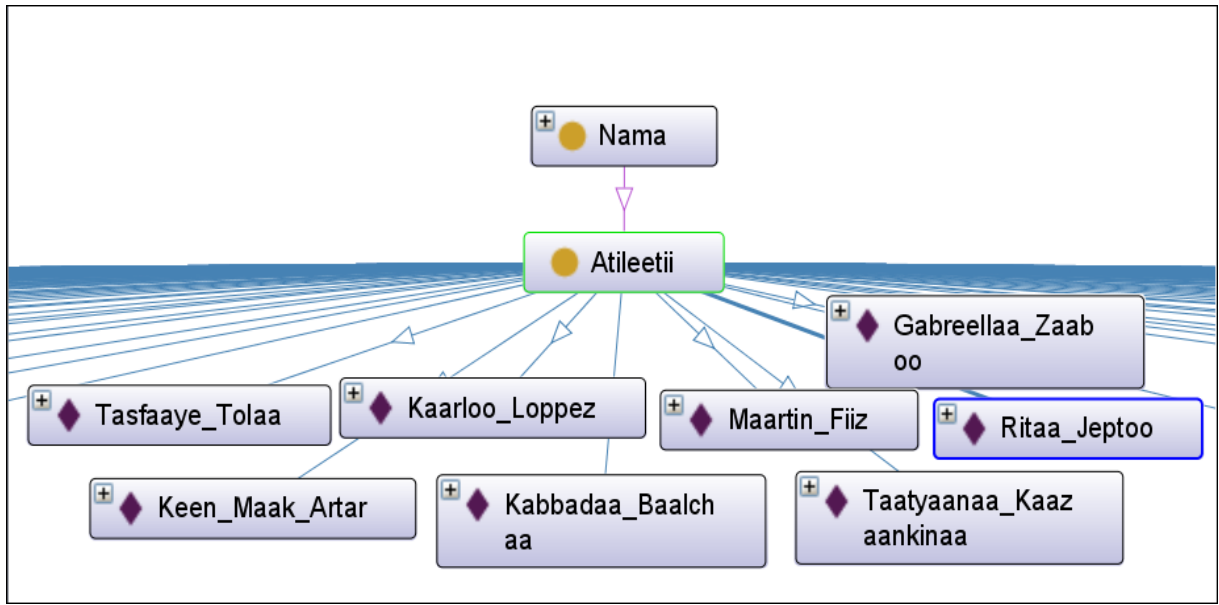 Nama
Atileetii
Gabreellaa_Zaab
oo
Tasfaaye_Tolaa
Kaarloo_Loppez
Maartin_Fiiz
Ritaa_Jeptoo
Keen_Maak_Artar
Kabbadaa_Baalch
aa
Taatyaanaa_Kaaz
aankinaa